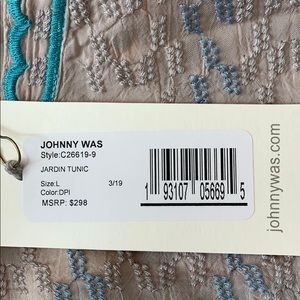 JOHNNY WAS
Style:C26619-9
JARDIN TUNIC
Size:L 3/19
Color:DPI
MSRP: $298
1 93107 05669 5
johnnywas.com